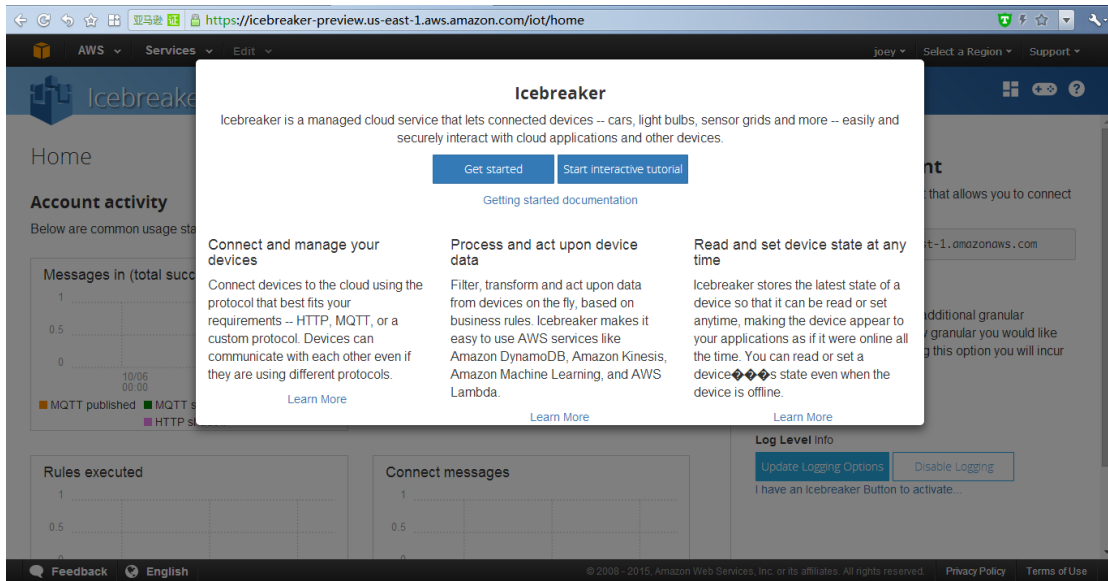 亚马逊 证 https://icebreaker-preview.us-east-1.aws.amazon.com/iot/home
AWS Services Edit joey Select a Region Support
Icebreake
Home
Account activity
Below are common usage sta
Messages in (total succ
1
0.5
0
10/06
00:00
MQTT published MQTT s
HTTP s
Icebreaker
Icebreaker is a managed cloud service that lets connected devices -- cars, light bulbs, sensor grids and more -- easily and
securely interact with cloud applications and other devices.
Get started Start interactive tutorial
Getting started documentation
Connect and manage your
devices
Connect devices to the cloud using the
protocol that best fits your
requirements -- HTTP, MQTT, or a
custom protocol. Devices can
communicate with each other even if
they are using different protocols.
Learn More
Process and act upon device
data
Filter, transform and act upon data
from devices on the fly, based on
business rules. Icebreaker makes it
easy to use AWS services like
Amazon DynamoDB, Amazon Kinesis,
Amazon Machine Learning, and AWS
Lambda.
Learn More
Read and set device state at any
time
Icebreaker stores the latest state of a
device so that it can be read or set
anytime, making the device appear to
your applications as if it were online all
the time. You can read or set a
device���s state even when the
device is offline.
Learn More
nt
that allows you to connect
t-1.amazonaws.com
additional granular
granular you would like
g this option you will incur
Log Level Info
Update Logging Options Disable Logging
I have an Icebreaker Button to activate...
Rules executed
1
0.5
0
Connect messages
1
0.5
0
Feedback English © 2008 - 2015, Amazon Web Services, Inc. or its affiliates. All rights reserved. Privacy Policy Terms of Use